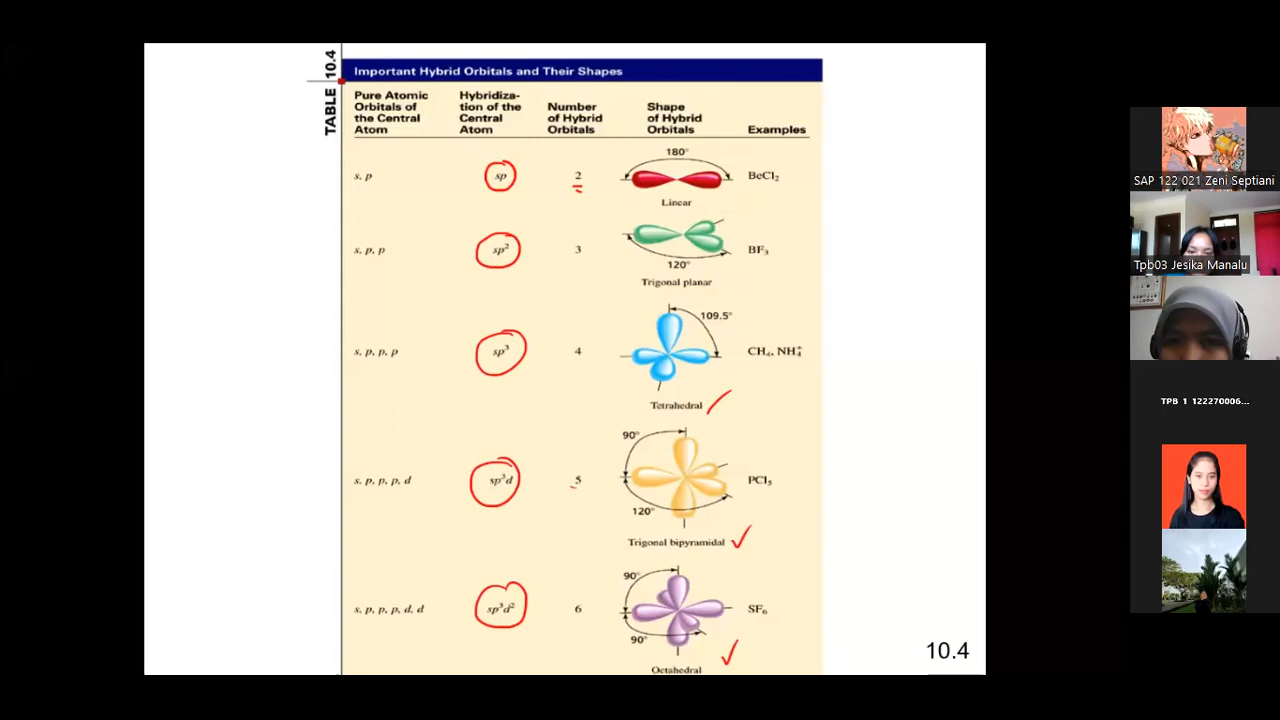 TABLE 10.4
Important Hybrid Orbitals and Their Shapes
Pure Atomic
Orbitals of
the Central
Atom
Hybridiza-
tion of the
Central
Atom
Number
of Hybrid
Orbitals
Shape
of Hybrid
Orbitals
Examples
s, p
sp
2
180°
Linear
BeCl₂
s, p, p
sp²
3
120°
Trigonal planar
BF₃
s, p, p, p
sp³
4
109.5°
Tetrahedral
CH₄, NH₄⁺
s, p, p, p, d
sp³d
5
90°
120°
Trigonal bipyramidal
PCl₅
s, p, p, p, d, d
sp³d²
6
90°
90°
Octahedral
SF₆
10.4
SAP 122 021 Zeni Septiani
Tpb03 Jesika Manalu
TPB 1 122270006...